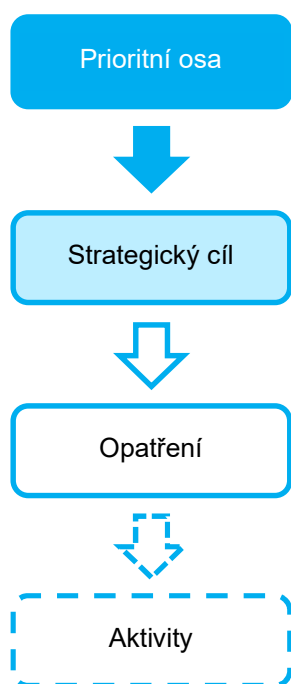 Prioritní osa
Strategický cíl
Opatření
Aktivity